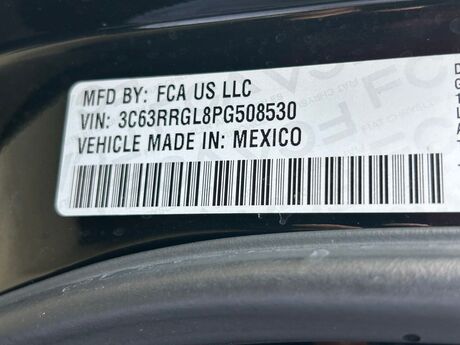 MFD BY: FCA US LLC
VIN: 3C63RRGL8PG508530
VEHICLE MADE IN: MEXICO